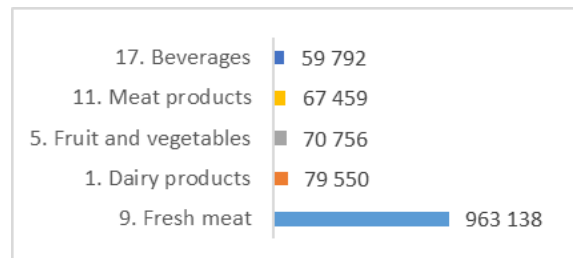 17. Beverages 59 792
11. Meat products 67 459
5. Fruit and vegetables 70 756
1. Dairy products 79 550
9. Fresh meat 963 138